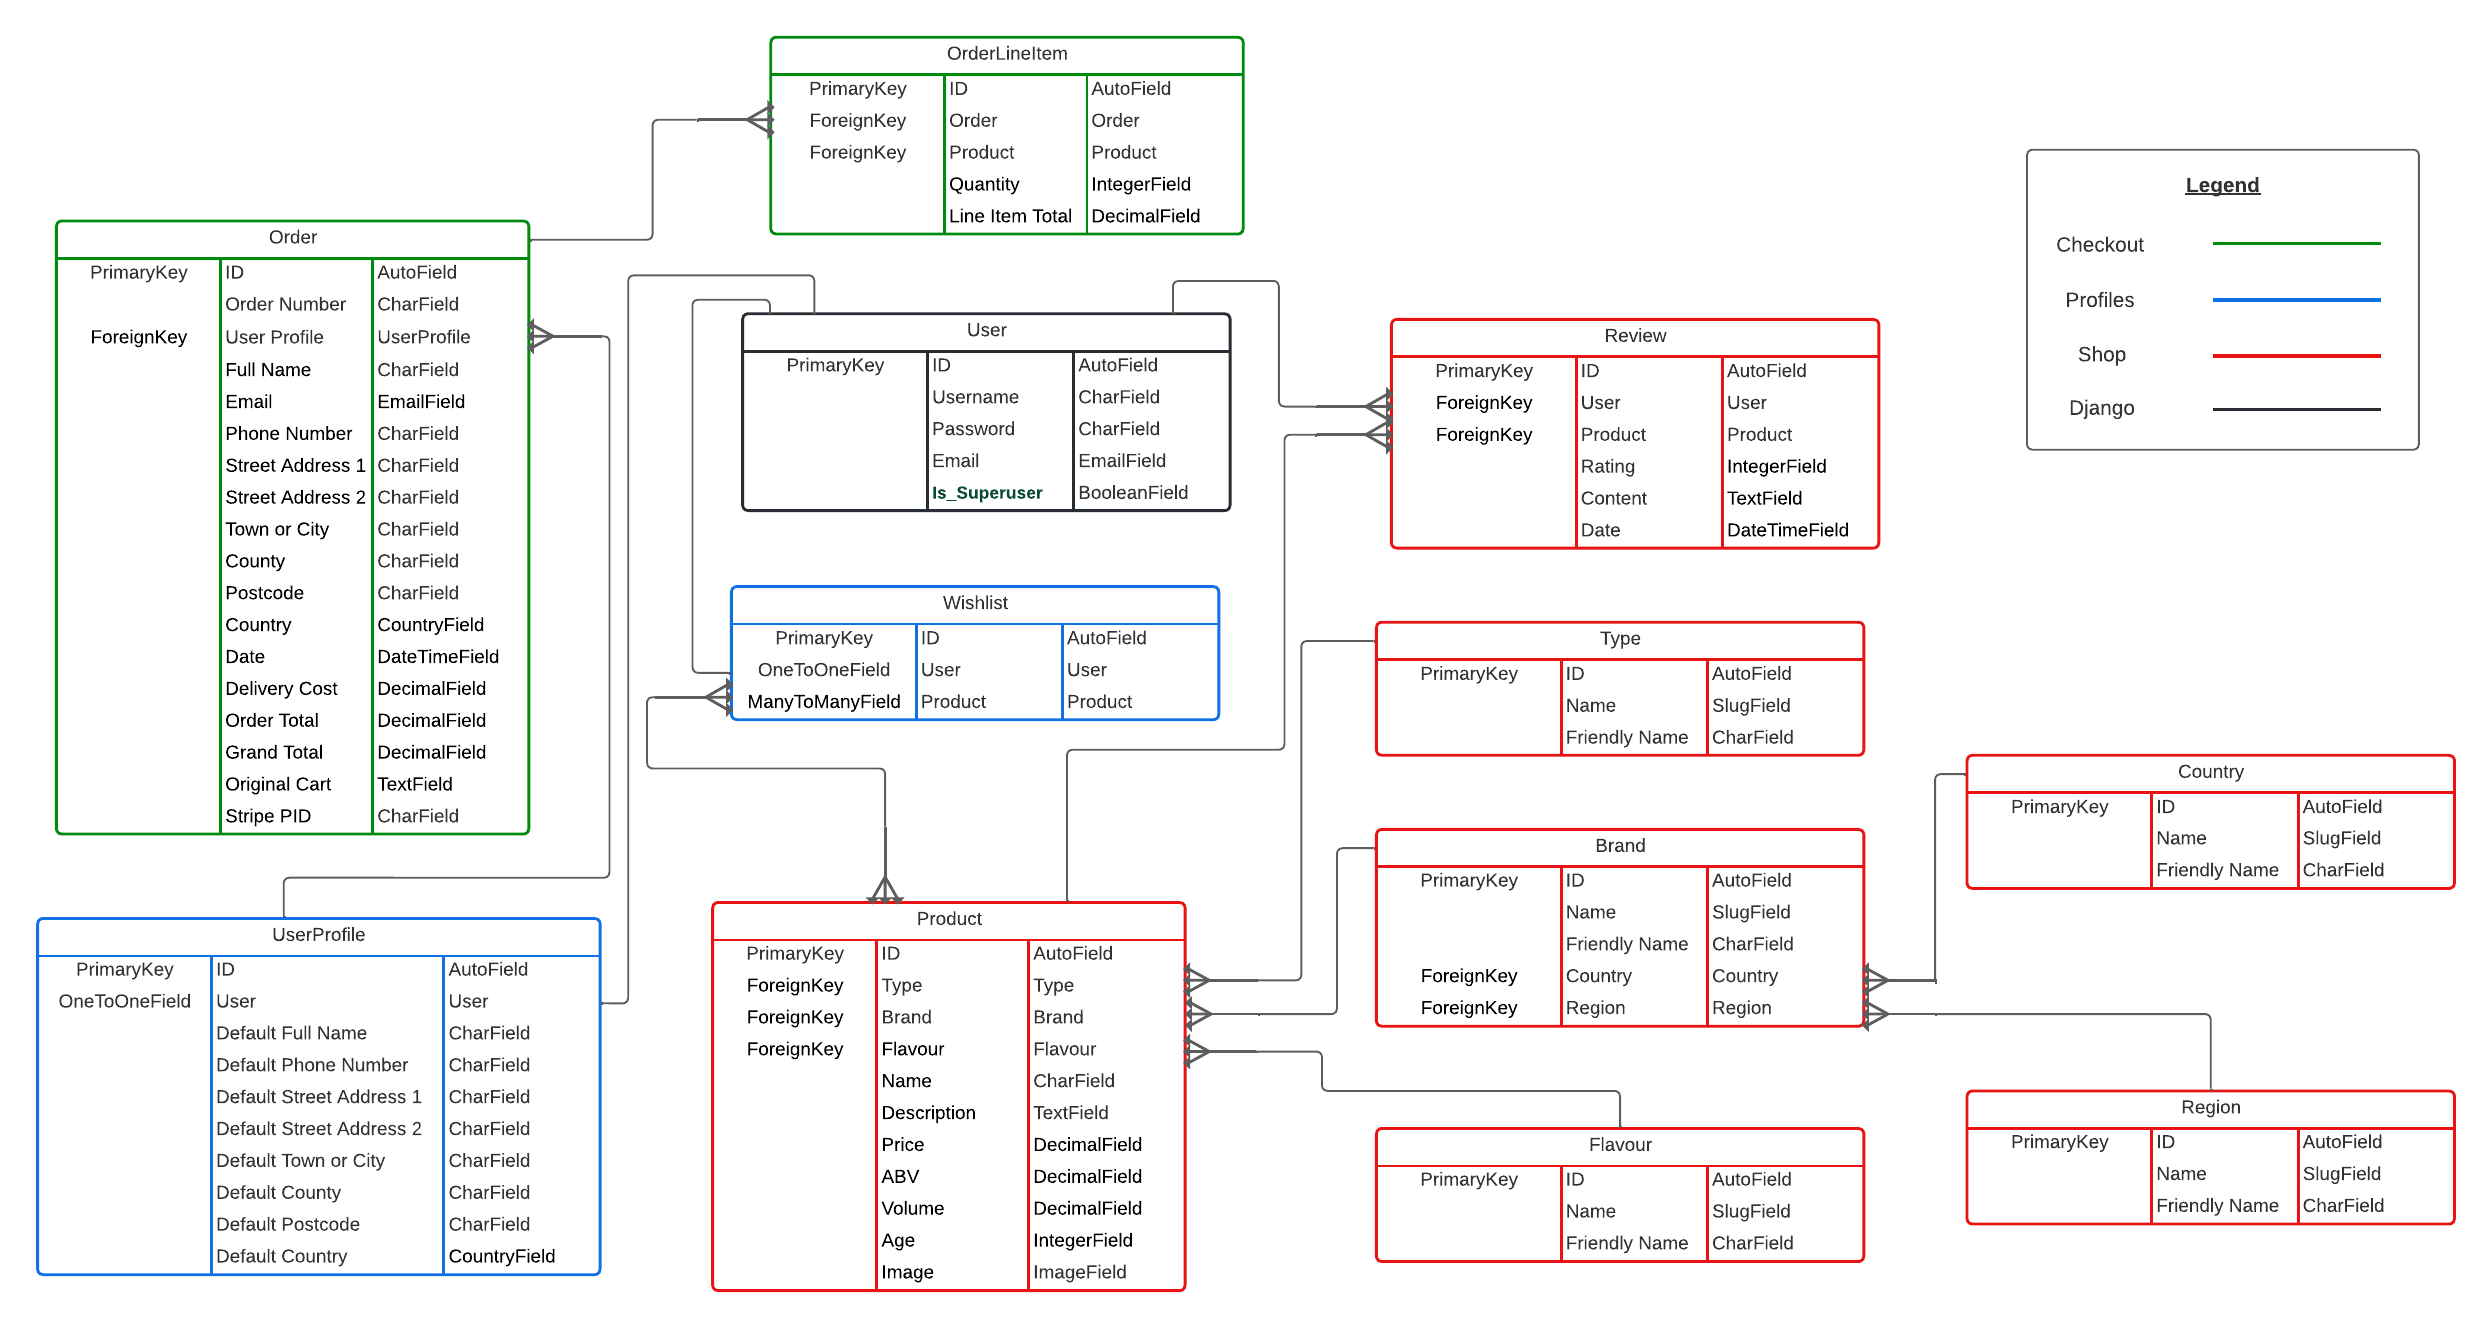 OrderLineItem
PrimaryKey ID AutoField
ForeignKey Order Order
ForeignKey Product Product
Quantity IntegerField
Line Item Total DecimalField
Legend
Checkout
Profiles
Shop
Django
Order
PrimaryKey ID AutoField
Order Number CharField
ForeignKey User Profile UserProfile
Full Name CharField
Email EmailField
Phone Number CharField
Street Address 1 CharField
Street Address 2 CharField
Town or City CharField
County CharField
Postcode CharField
Country CountryField
Date DateTimeField
Delivery Cost DecimalField
Order Total DecimalField
Grand Total DecimalField
Original Cart TextField
Stripe PID CharField
User
PrimaryKey ID AutoField
Username CharField
Password CharField
Email EmailField
Is_Superuser BooleanField
Review
PrimaryKey ID AutoField
ForeignKey User User
ForeignKey Product Product
Rating IntegerField
Content TextField
Date DateTimeField
Wishlist
PrimaryKey ID AutoField
OneToOneField User User
ManyToManyField Product Product
Type
PrimaryKey ID AutoField
Name SlugField
Friendly Name CharField
Country
PrimaryKey ID AutoField
Name SlugField
Friendly Name CharField
Brand
PrimaryKey ID AutoField
Name SlugField
Friendly Name CharField
ForeignKey Country Country
ForeignKey Region Region
UserProfile
PrimaryKey ID AutoField
OneToOneField User User
Default Full Name CharField
Default Phone Number CharField
Default Street Address 1 CharField
Default Street Address 2 CharField
Default Town or City CharField
Default County CharField
Default Postcode CharField
Default Country CountryField
Product
PrimaryKey ID AutoField
ForeignKey Type Type
ForeignKey Brand Brand
ForeignKey Flavour Flavour
Name CharField
Description TextField
Price DecimalField
ABV DecimalField
Volume DecimalField
Age IntegerField
Image ImageField
Flavour
PrimaryKey ID AutoField
Name SlugField
Friendly Name CharField
Region
PrimaryKey ID AutoField
Name SlugField
Friendly Name CharField